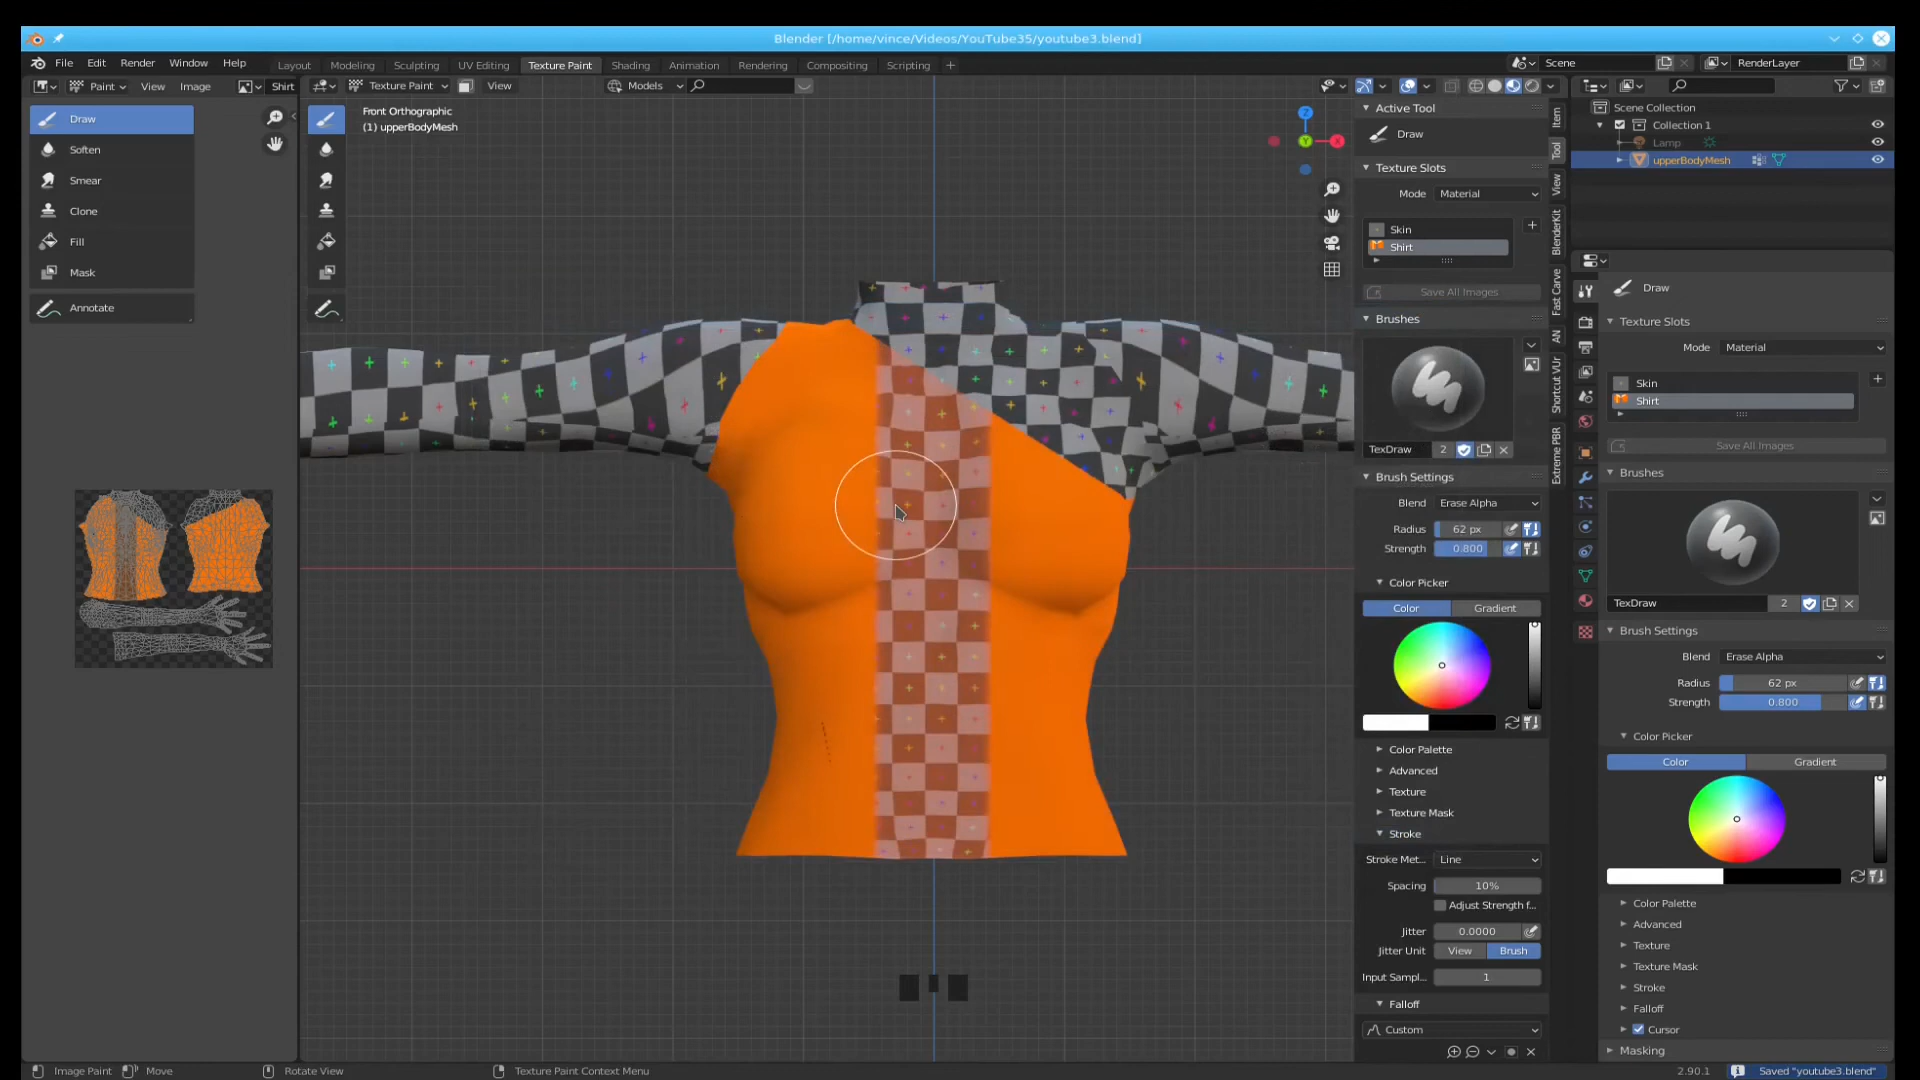 Blender [/home/vince/Videos/YouTube35/youtube3.blend]
File Edit Render Window Help
Layout Modeling Sculpting UV Editing Texture Paint Shading Animation Rendering Compositing Scripting +
Scene
RenderLayer
Paint View Image Shirt
Texture Paint View Models
Draw
Soften
Smear
Clone
Fill
Mask
Annotate
Front Orthographic
(1) upperBodyMesh
Z
Y
X
Active Tool
Draw
Texture Slots
Mode Material
Skin
Shirt
Save All Images
Brushes
TexDraw 2
Brush Settings
Blend Erase Alpha
Radius 62 px
Strength 0.800
Color Picker
Color Gradient
Color Palette
Advanced
Texture
Texture Mask
Stroke
Stroke Met... Line
Spacing 10%
Adjust Strength f...
Jitter 0.0000
Jitter Unit View Brush
Input Sampl... 1
Falloff
Custom
Item
Tool
View
BlenderKit
Fast Carve
AN
Shortcut VUr
Extreme PBR
Scene Collection
Collection 1
Lamp
upperBodyMesh
Draw
Texture Slots
Mode Material
Skin
Shirt
Save All Images
Brushes
TexDraw 2
Brush Settings
Blend Erase Alpha
Radius 62 px
Strength 0.800
Color Picker
Color Gradient
Color Palette
Advanced
Texture
Texture Mask
Stroke
Falloff
Cursor
Masking
Image Paint Move Rotate View Texture Paint Context Menu 2.90.1 Saved "youtube3.blend"